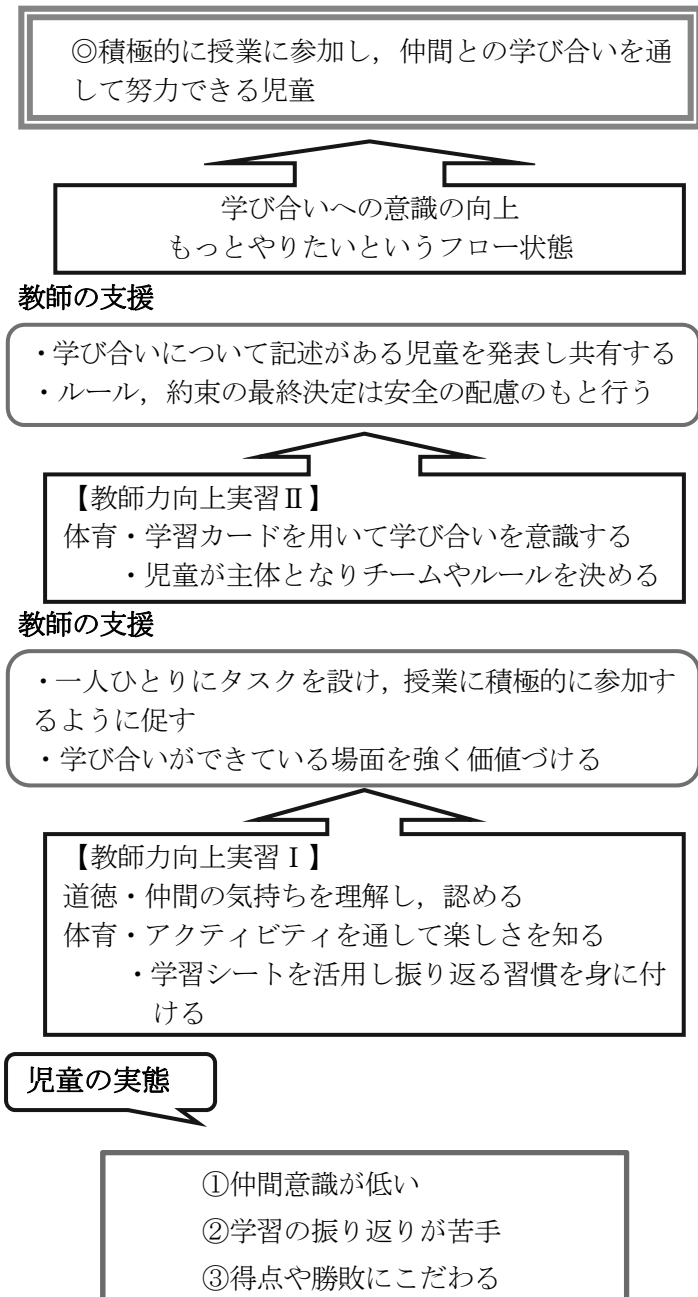 ◎積極的に授業に参加し，仲間との学び合いを通
して努力できる児童
学び合いへの意識の向上
もっとやりたいというフロー状態
教師の支援
・学び合いについて記述がある児童を発表し共有する
・ルール，約束の最終決定は安全の配慮のもと行う
【教師力向上実習Ⅱ】
体育・学習カードを用いて学び合いを意識する
・児童が主体となりチームやルールを決める
教師の支援
・一人ひとりにタスクを設け，授業に積極的に参加す
るように促す
・学び合いができている場面を強く価値づける
【教師力向上実習Ⅰ】
道徳・仲間の気持ちを理解し，認める
体育・アクティビティを通して楽しさを知る
・学習シートを活用し振り返る習慣を身に付
ける
児童の実態
①仲間意識が低い
②学習の振り返りが苦手
③得点や勝敗にこだわる